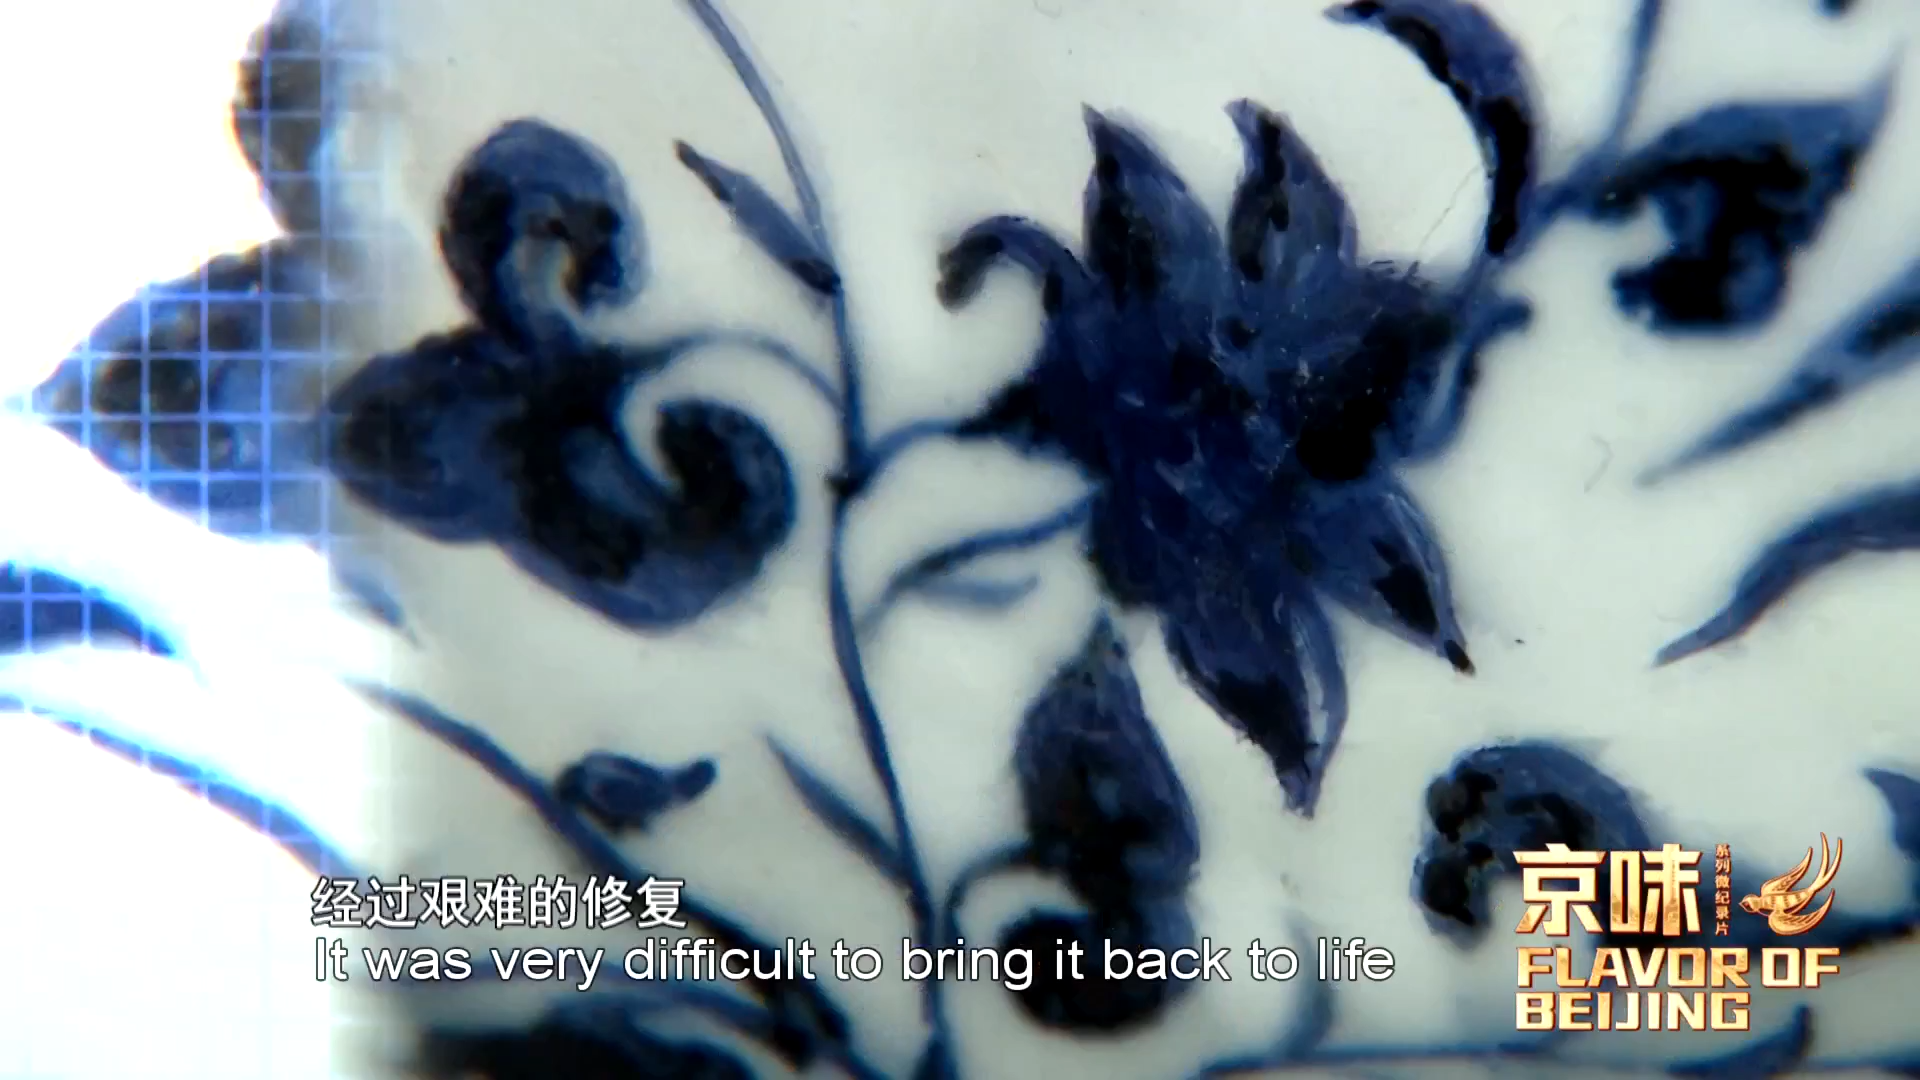 经过艰难的修复
It was very difficult to bring it back to life
京味
系列微纪录片
FLAVOR OF
BEIJING